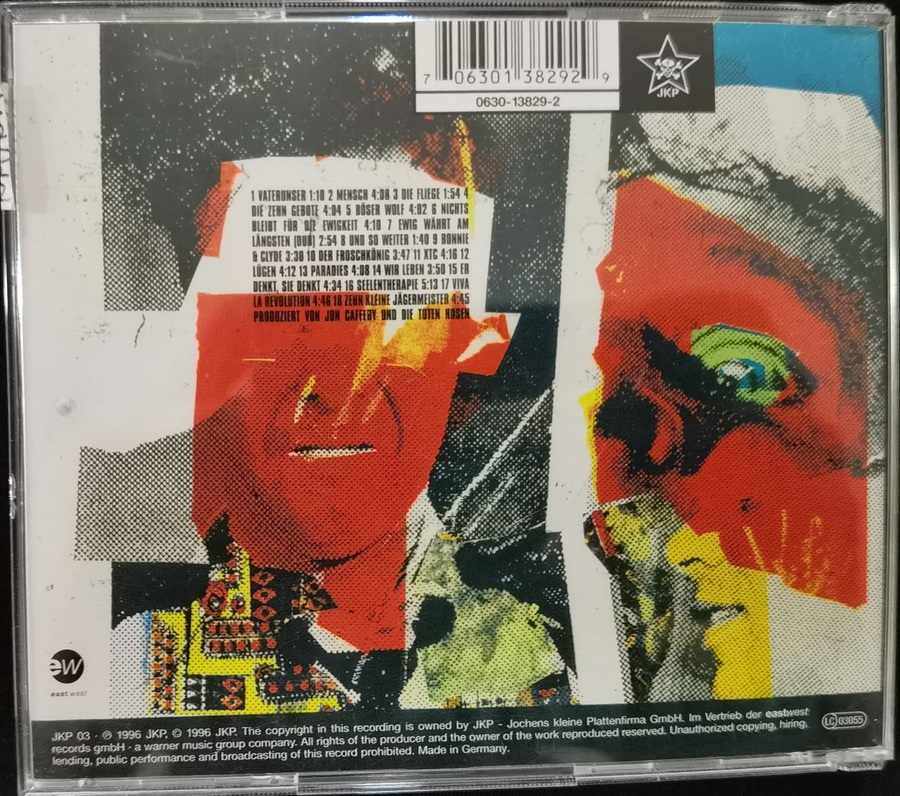 7 06301 38292 9
0630-13829-2
JKP
1 VATERUNSER 1:10 2 MENSCH 4:08 3 DIE FLIEGE 1:54 4
DIE ZEHN GEBOTE 4:04 5 BÖSER WOLF 4:02 6 NICHTS
BLEIBT FÜR DIE EWIGKEIT 4:10 7 EWIG WÄHRT AM
LÄNGSTEN (DUB) 2:54 8 UND SO WEITER 1:40 9 BONNIE
& CLYDE 3:30 10 DER FROSCHKÖNIG 3:47 11 XTC 4:16 12
LÜGEN 4:12 13 PARADIES 4:08 14 WIR LEBEN 3:50 15 ER
DENKT, SIE DENKT 4:34 16 SEELENTHERAPIE 5:13 17 VIVA
LA REVOLUTION 4:46 18 ZEHN KLEINE JÄGERMEISTER 4:45
PRODUZIERT VON JON CAFFERY UND DIE TOTEN HOSEN
ew
east west
JKP 03 · ℗ 1996 JKP, © 1996 JKP. The copyright in this recording is owned by JKP - Jochens kleine Plattenfirma GmbH. Im Vertrieb der eastwest
records gmbH - a warner music group company. All rights of the producer and the owner of the work reproduced reserved. Unauthorized copying, hiring,
lending, public performance and broadcasting of this record prohibited. Made in Germany.
LC 03055